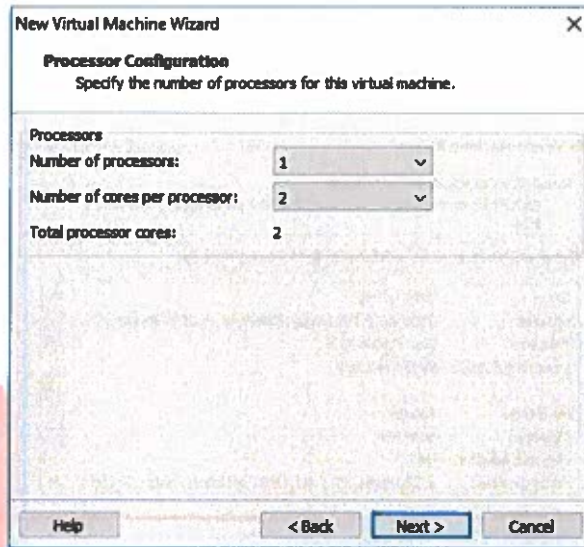 New Virtual Machine Wizard
Processor Configuration
Specify the number of processors for this virtual machine.
Processors
Number of processors: 1
Number of cores per processor: 2
Total processor cores: 2
Help < Back Next > Cancel